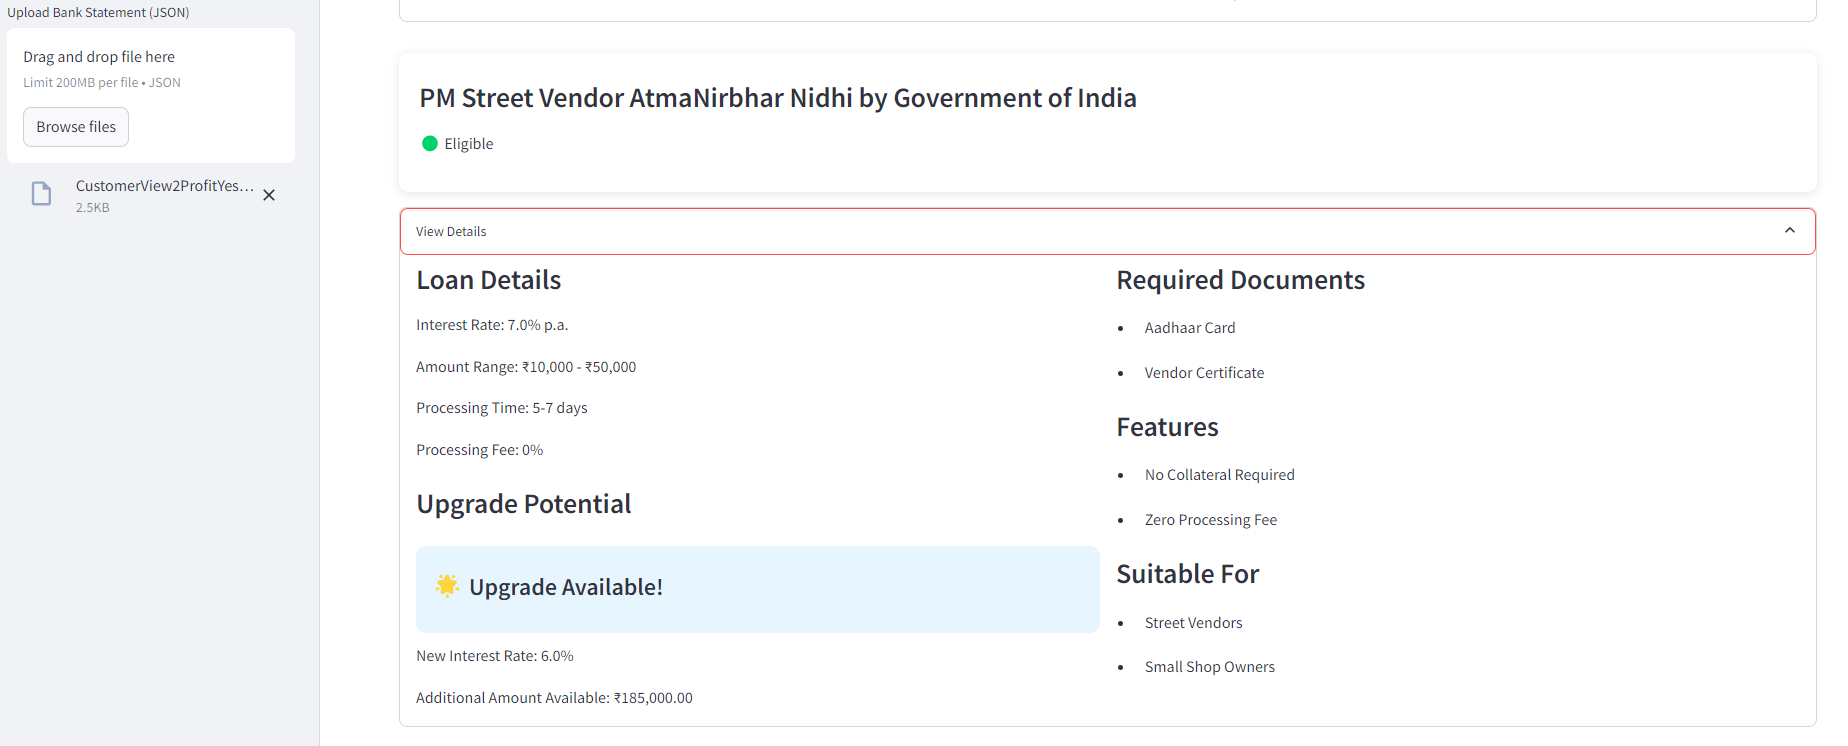 Upload Bank Statement (JSON)
Drag and drop file here
Limit 200MB per file • JSON
Browse files
CustomerView2ProfitYes...
2.5KB
PM Street Vendor AtmaNirbhar Nidhi by Government of India
Eligible
View Details
Loan Details
Interest Rate: 7.0% p.a.
Amount Range: ₹10,000 - ₹50,000
Processing Time: 5-7 days
Processing Fee: 0%
Upgrade Potential
Upgrade Available!
New Interest Rate: 6.0%
Additional Amount Available: ₹185,000.00
Required Documents
• Aadhaar Card
• Vendor Certificate
Features
• No Collateral Required
• Zero Processing Fee
Suitable For
• Street Vendors
• Small Shop Owners